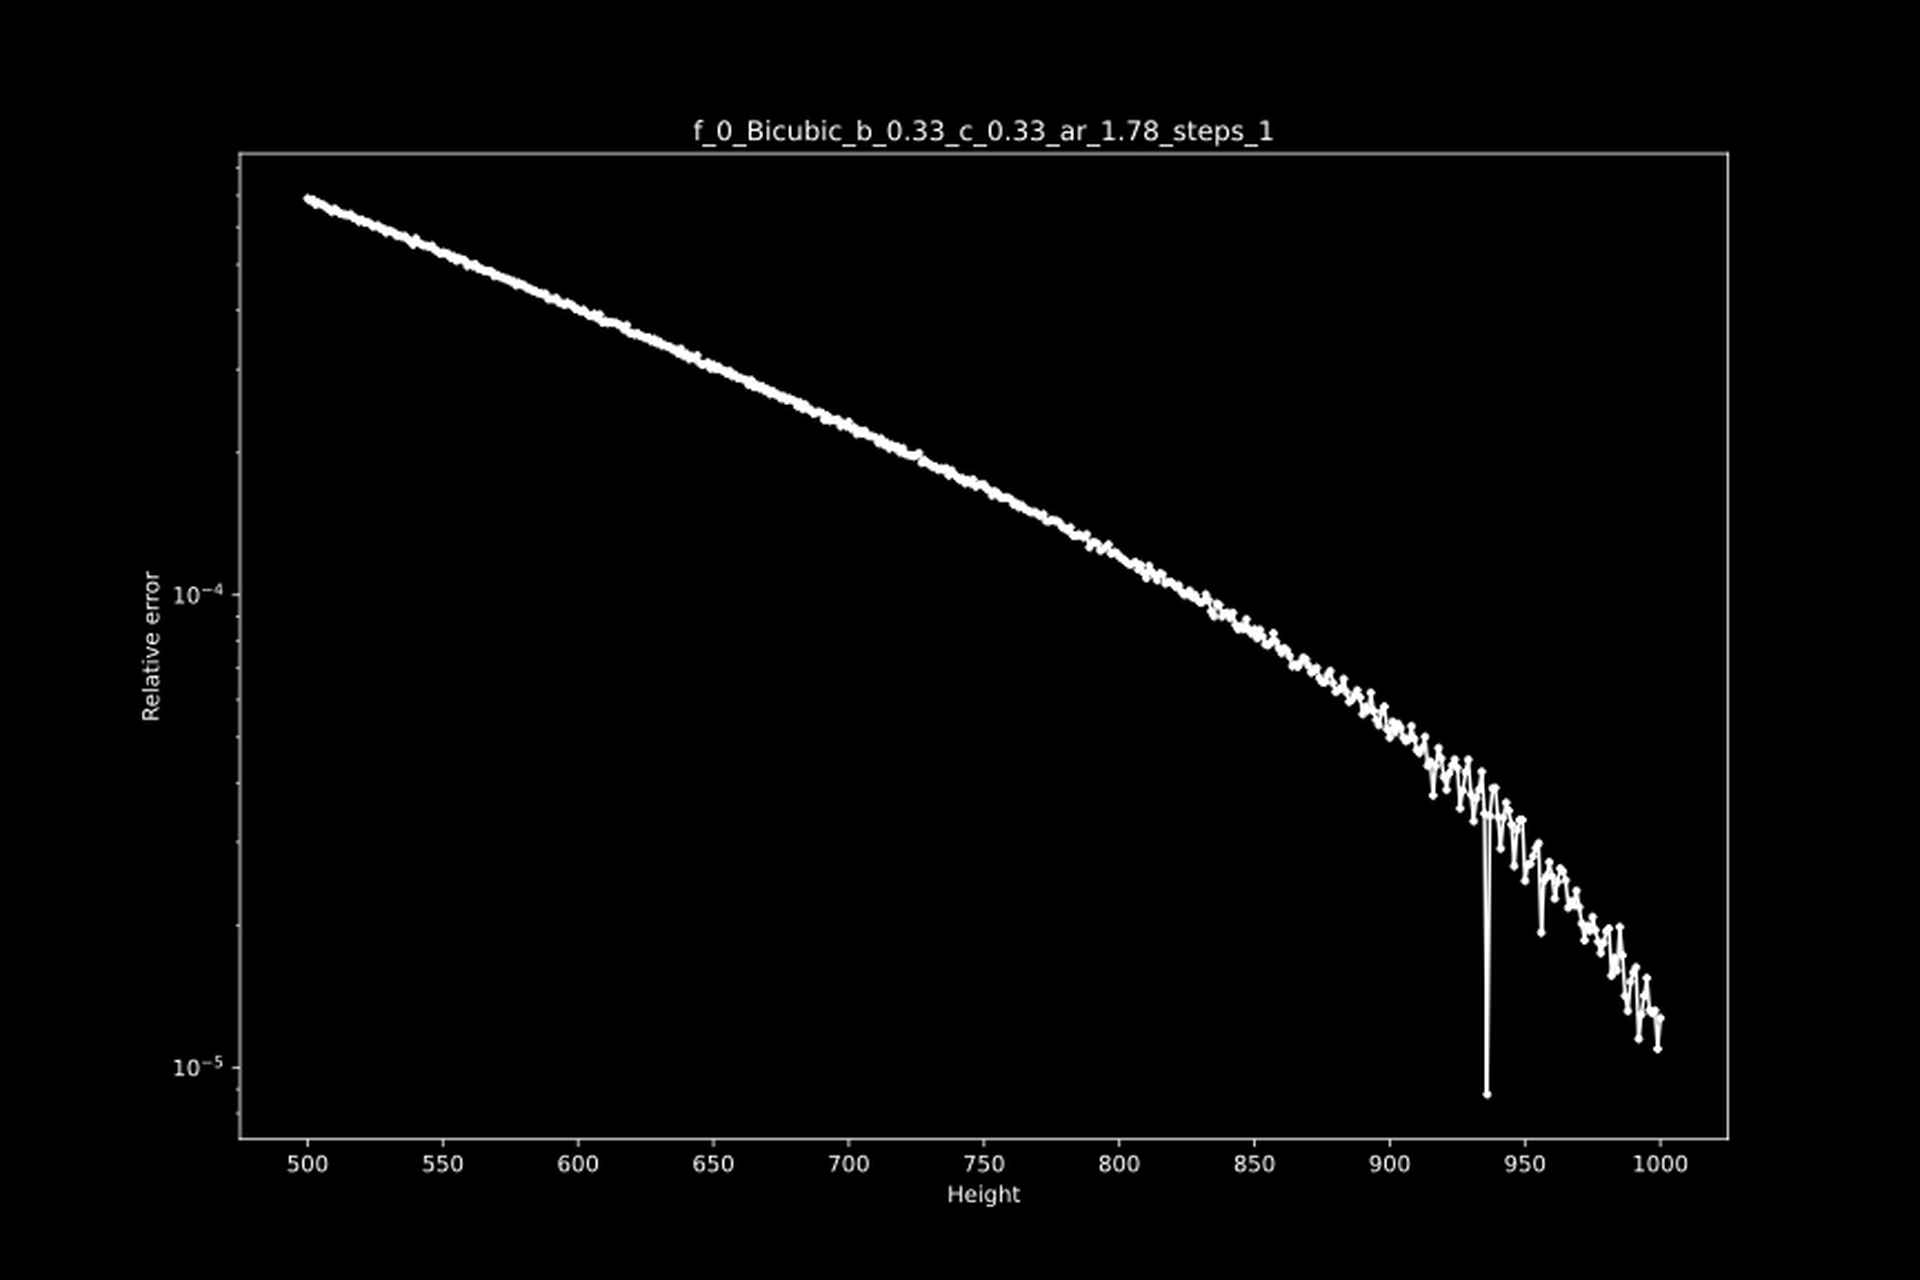 f_0_Bicubic_b_0.33_c_0.33_ar_1.78_steps_1
Relative error
10⁻⁴
10⁻⁵
500 550 600 650 700 750 800 850 900 950 1000
Height